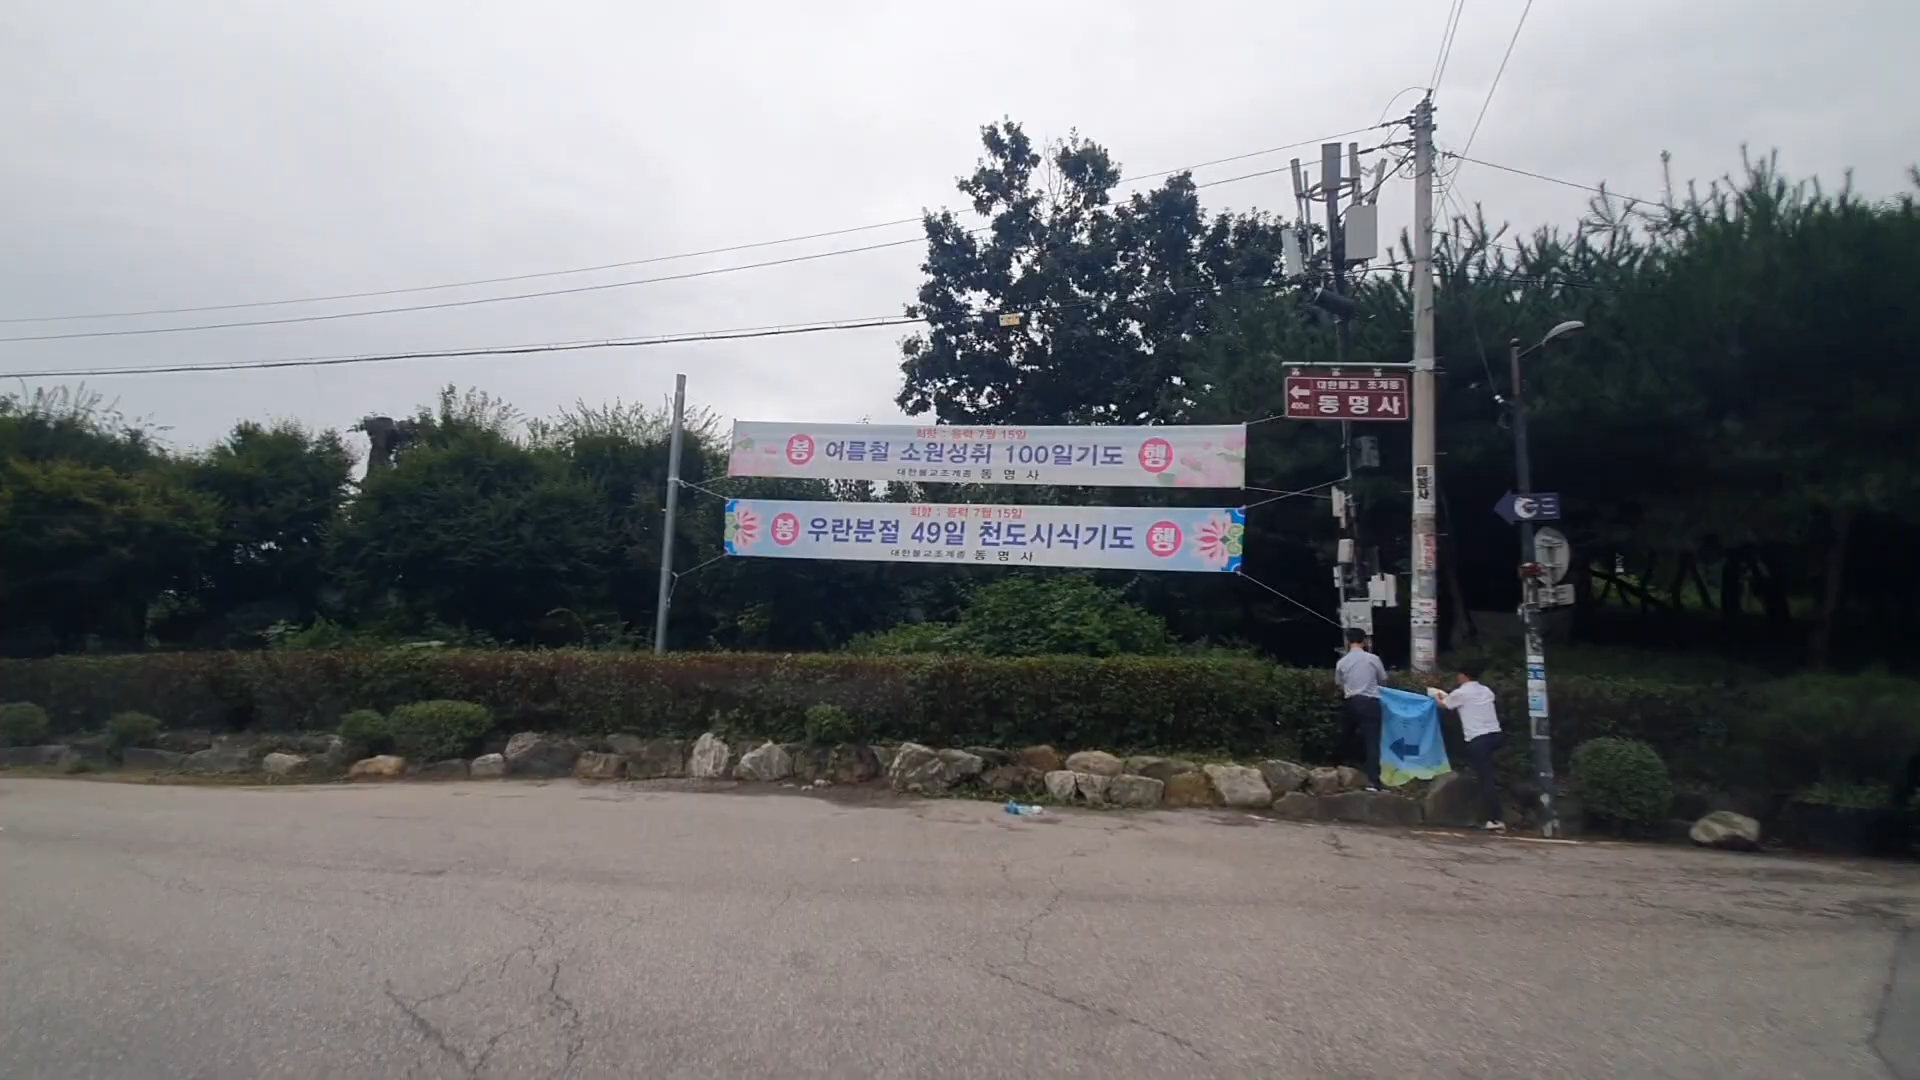 대한불교 조계종
400m 동명사
회향 : 음력 7월 15일
봉 여름철 소원성취 100일기도 행
대한불교조계종 동명사
회향 : 음력 7월 15일
봉 우란분절 49일 천도시식기도 행
대한불교조계종 동명사